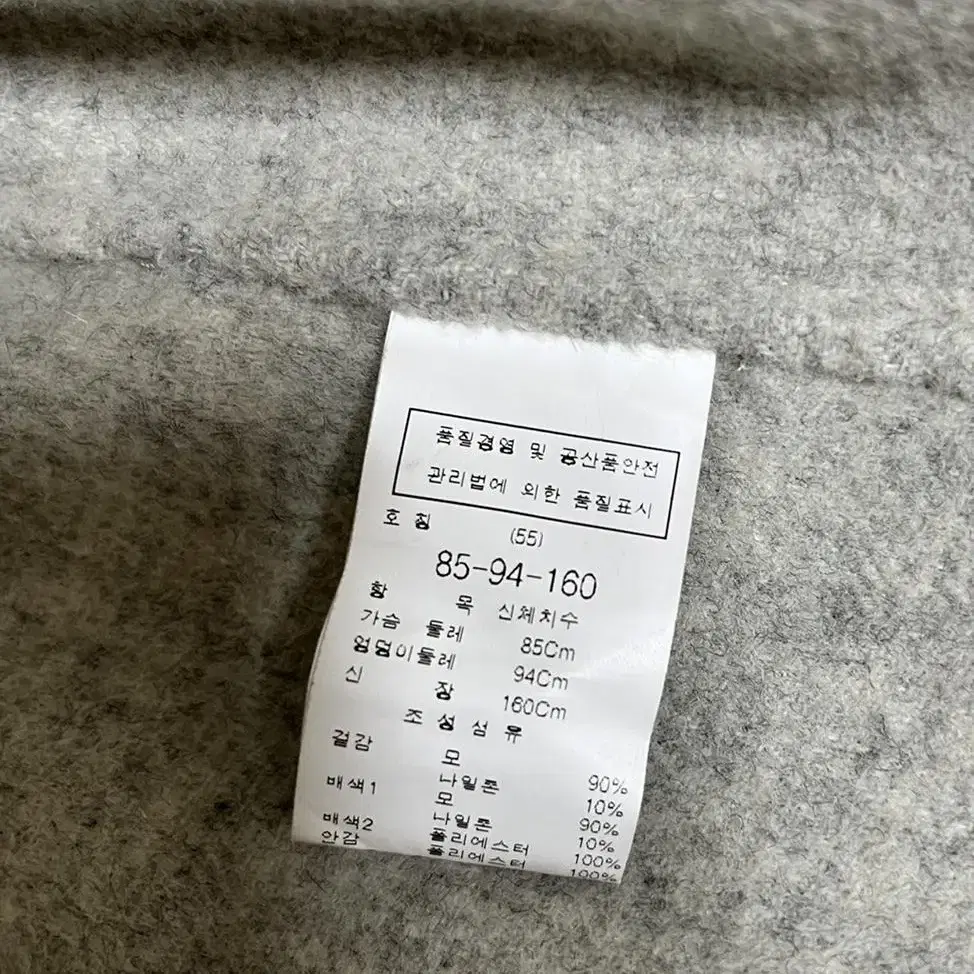 품질경영 및 공산품안전
관리법에 의한 품질표시
호 칭 (55)
85-94-160
항 목 신체치수
가슴 둘레 85Cm
엉덩이둘레 94Cm
신 장 160Cm
조 성 섬 유
겉감 모 90%
나일론 10%
배색1 모 90%
나일론 10%
배색2 폴리에스터 100%
안감 폴리에스터 100%